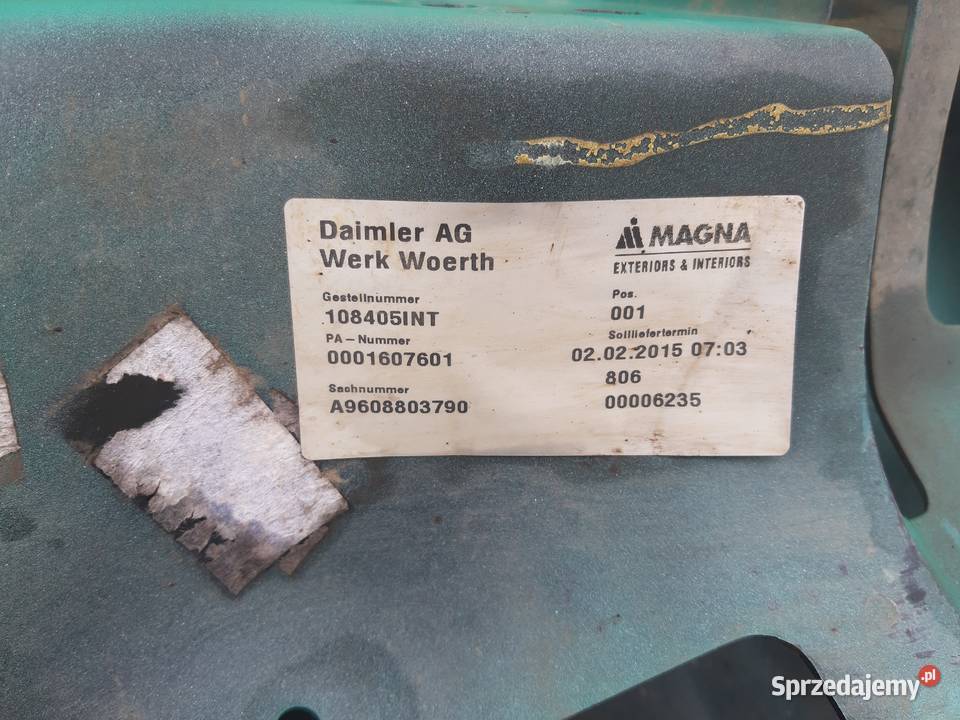 Daimler AG
Werk Woerth
MAGNA
EXTERIORS & INTERIORS
Gestellnummer
108405INT
PA-Nummer
0001607601
Sachnummer
A9608803790
Pos.
001
Sollliefertermin
02.02.2015 07:03
806
00006235
Sprzedajemy.pl